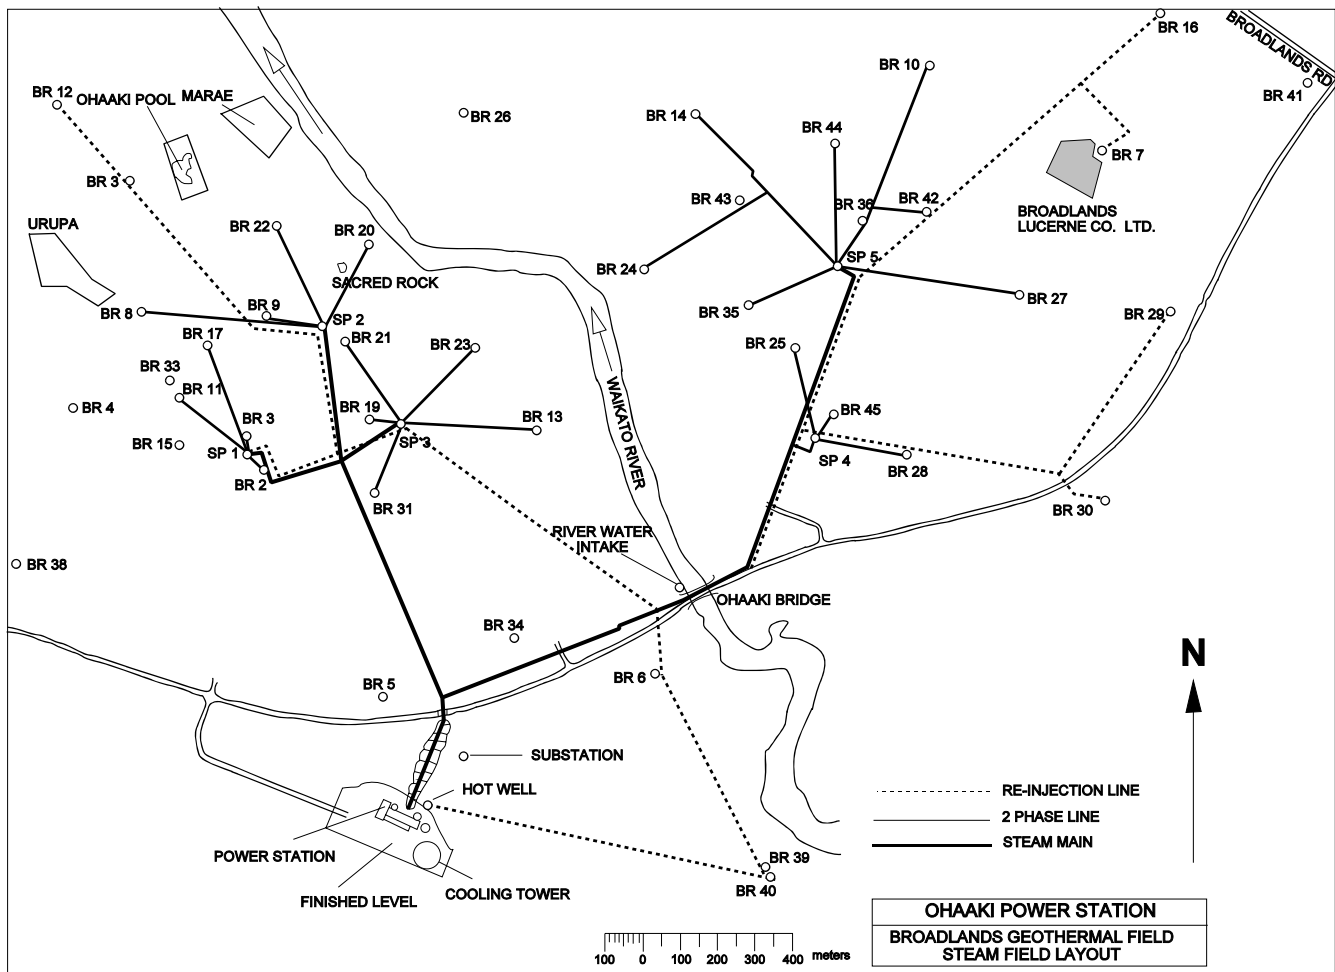 BR 16
BROADLANDS RD
BR 10
BR 41
BR 12
OHAAKI POOL
MARAE
BR 26
BR 14
BR 44
BR 7
BR 3
BR 43
BR 36
BR 42
BROADLANDS
LUCERNE CO. LTD.
URUPA
BR 22
BR 20
SACRED ROCK
BR 24
SP 5
BR 27
BR 8
BR 9
SP 2
BR 35
BR 29
BR 17
BR 21
BR 23
BR 25
BR 33
BR 11
BR 4
WAIKATO RIVER
BR 3
BR 19
BR 13
BR 45
BR 15
SP 1
SP 3
SP 4
BR 28
BR 2
BR 31
BR 30
RIVER WATER
INTAKE
BR 38
OHAAKI BRIDGE
BR 34
BR 5
BR 6
N
SUBSTATION
HOT WELL
RE-INJECTION LINE
2 PHASE LINE
STEAM MAIN
POWER STATION
BR 39
BR 40
COOLING TOWER
FINISHED LEVEL
OHAAKI POWER STATION
BROADLANDS GEOTHERMAL FIELD
STEAM FIELD LAYOUT
100 0 100 200 300 400 meters